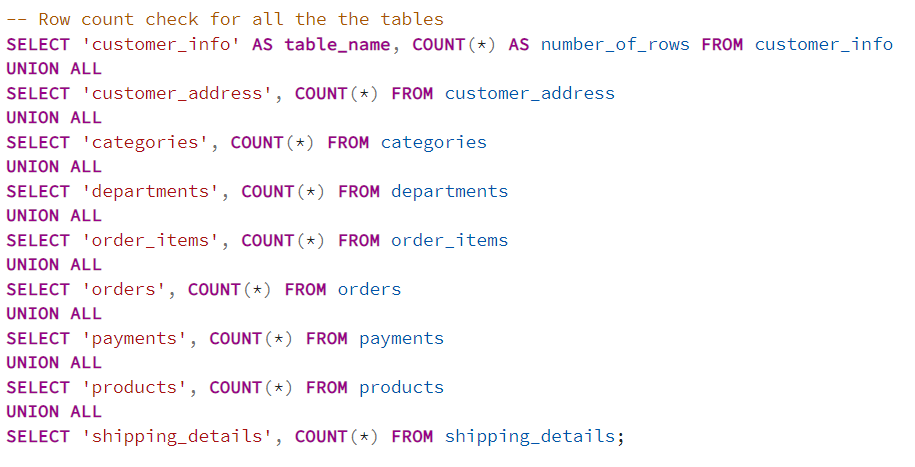 -- Row count check for all the the tables
SELECT 'customer_info' AS table_name, COUNT(*) AS number_of_rows FROM customer_info
UNION ALL
SELECT 'customer_address', COUNT(*) FROM customer_address
UNION ALL
SELECT 'categories', COUNT(*) FROM categories
UNION ALL
SELECT 'departments', COUNT(*) FROM departments
UNION ALL
SELECT 'order_items', COUNT(*) FROM order_items
UNION ALL
SELECT 'orders', COUNT(*) FROM orders
UNION ALL
SELECT 'payments', COUNT(*) FROM payments
UNION ALL
SELECT 'products', COUNT(*) FROM products
UNION ALL
SELECT 'shipping_details', COUNT(*) FROM shipping_details;